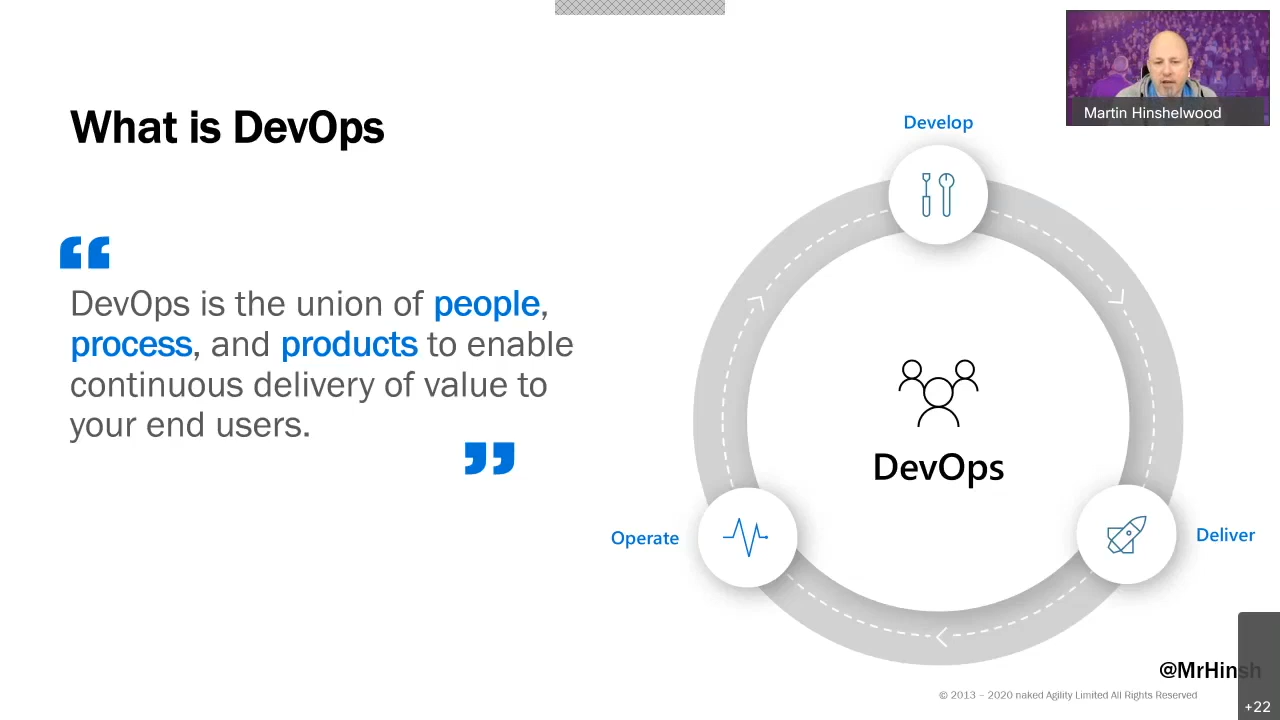 Martin Hinshelwood
What is DevOps
Develop
“
DevOps is the union of people,
process, and products to enable
continuous delivery of value to
your end users.
”
DevOps
Operate
Deliver
@MrHinsh
© 2013 – 2020 naked Agility Limited All Rights Reserved
+22